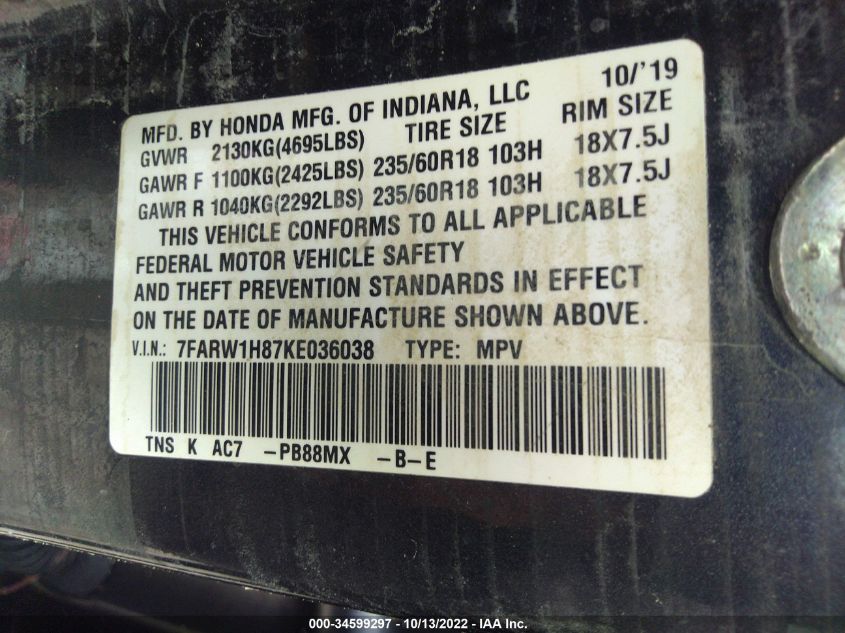 10/'19
MFD. BY HONDA MFG. OF INDIANA, LLC
GVWR 2130KG(4695LBS) TIRE SIZE RIM SIZE
GAWR F 1100KG(2425LBS) 235/60R18 103H 18X7.5J
GAWR R 1040KG(2292LBS) 235/60R18 103H 18X7.5J
THIS VEHICLE CONFORMS TO ALL APPLICABLE
FEDERAL MOTOR VEHICLE SAFETY
AND THEFT PREVENTION STANDARDS IN EFFECT
ON THE DATE OF MANUFACTURE SHOWN ABOVE.
V.I.N.: 7FARW1H87KE036038 TYPE: MPV
TNS K AC7 -PB88MX -B-E
000-34599297 - 10/13/2022 - IAA Inc.